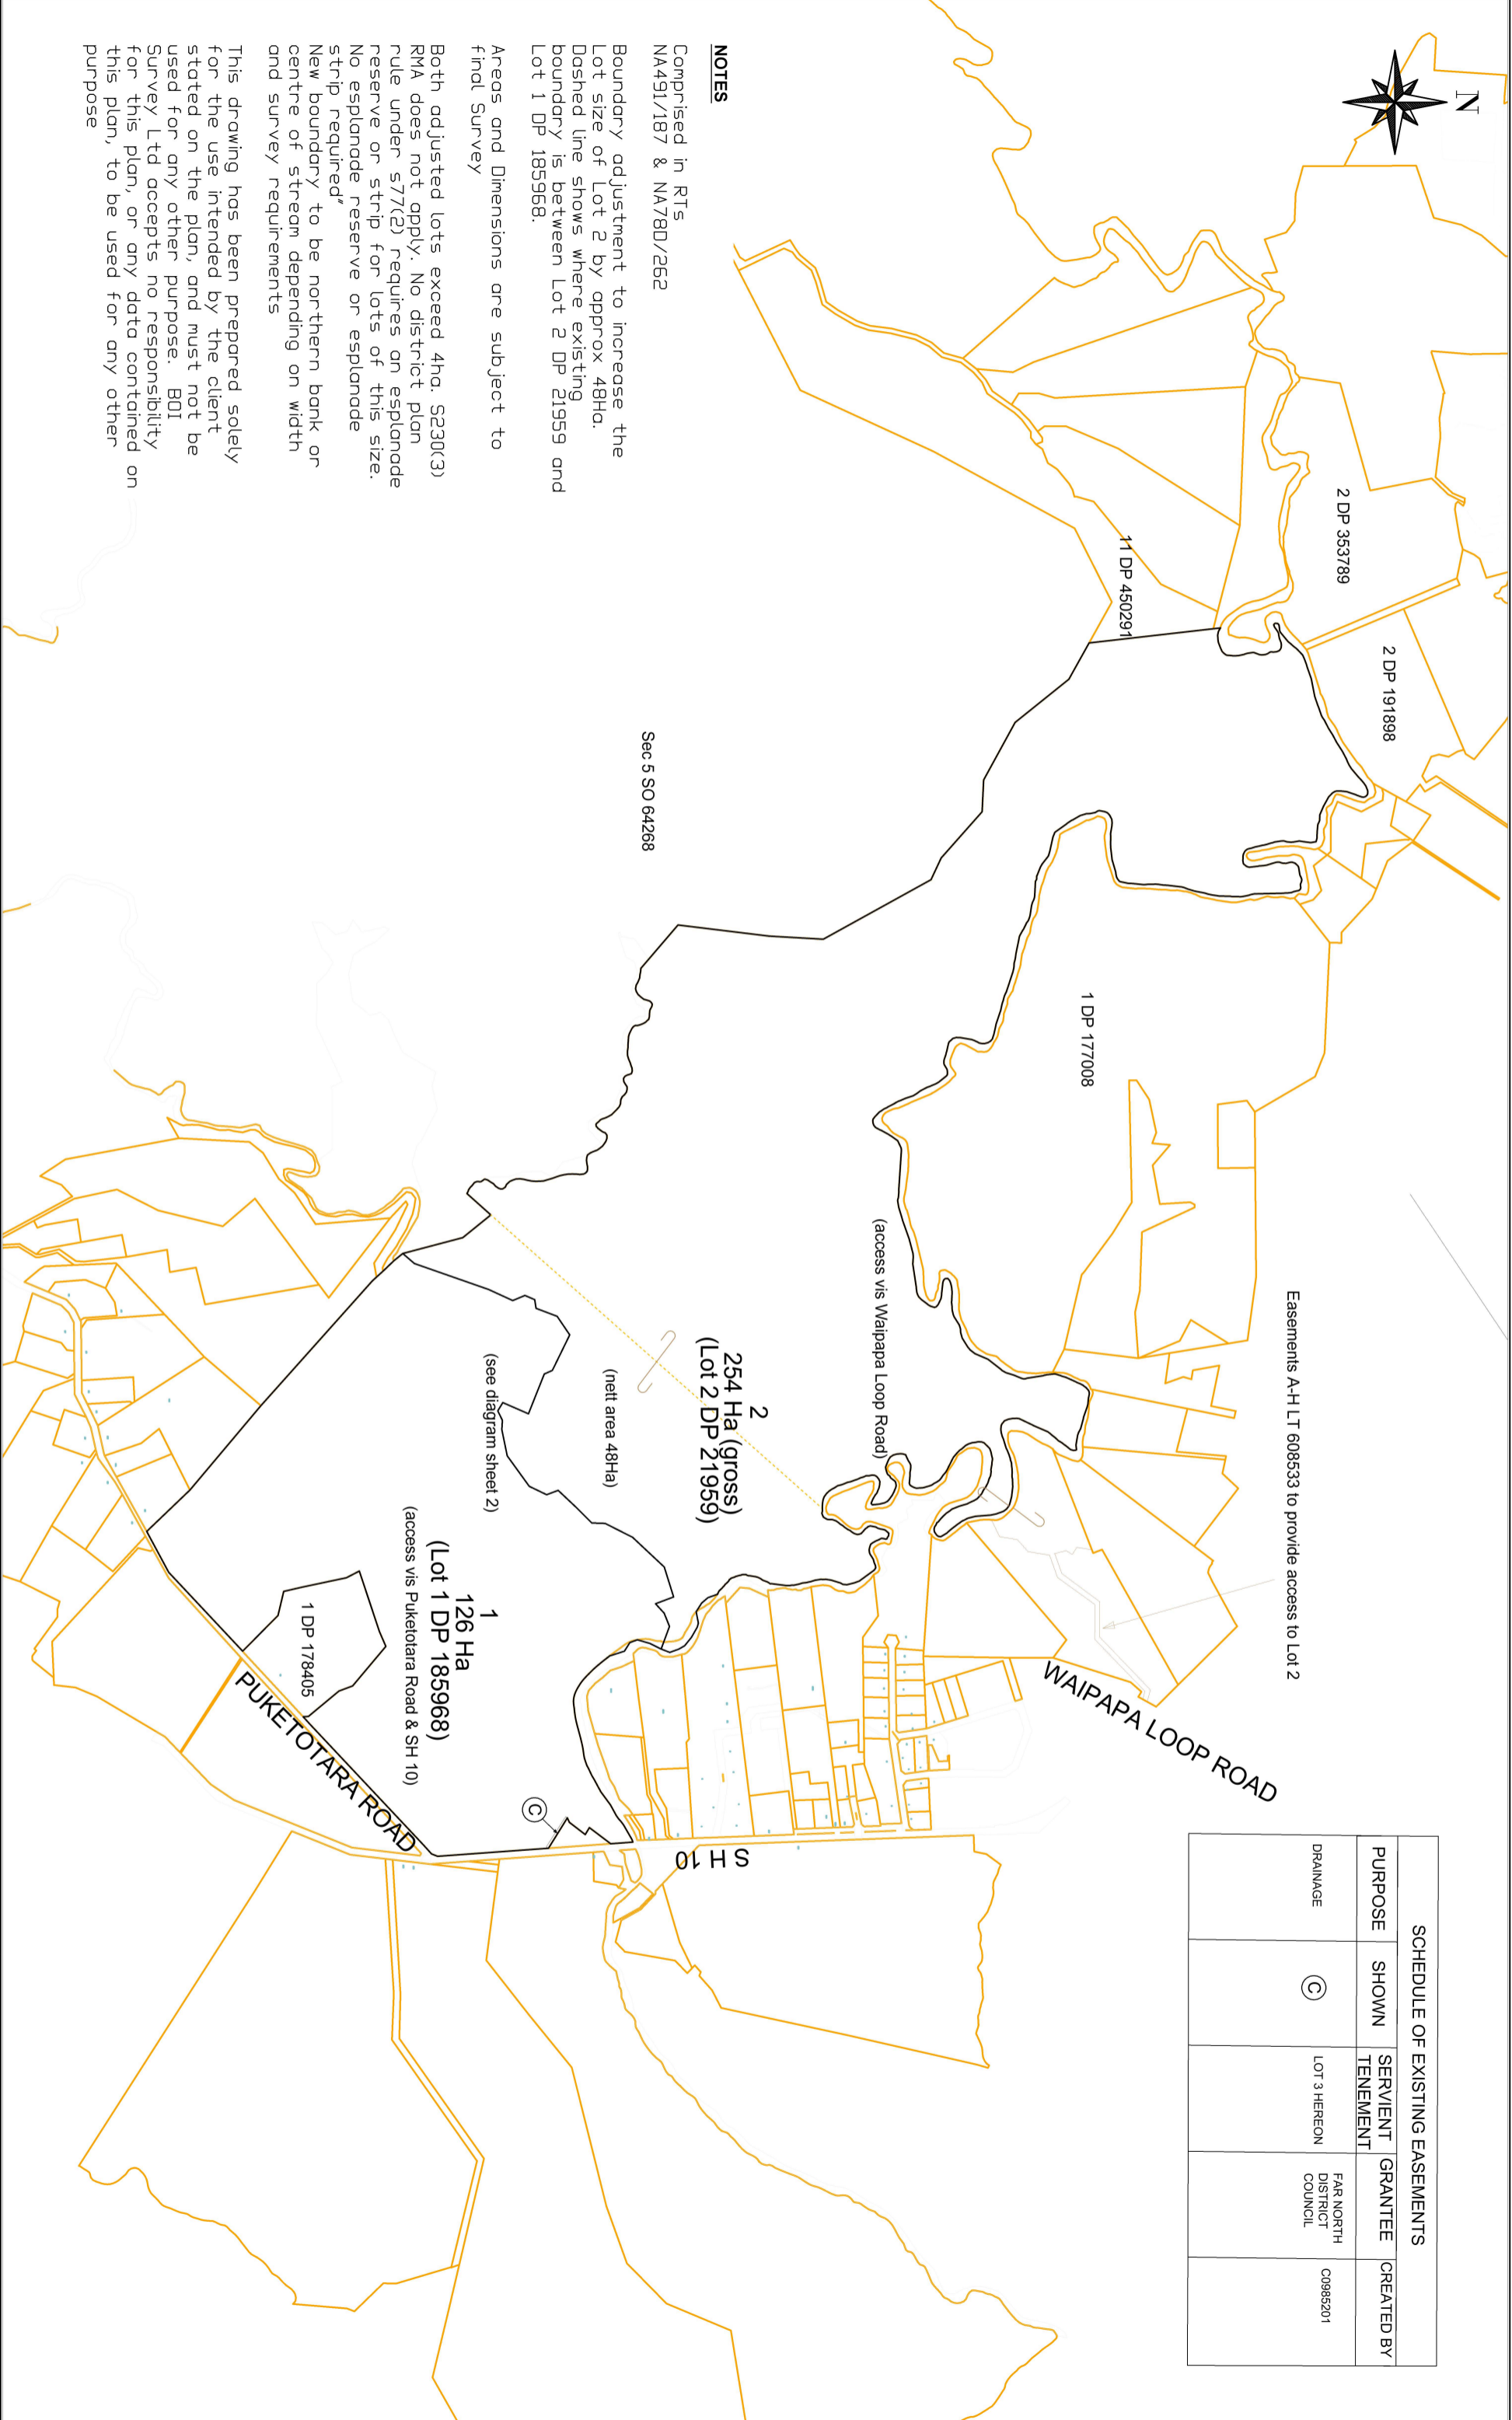 N
NOTES
Comprised in RTs
NA491/187 & NA78D/262
Boundary adjustment to increase the
Lot size of Lot 2 by approx 48Ha.
Dashed line shows where existing
boundary is between Lot 2 DP 21959 and
Lot 1 DP 185968.
Areas and Dimensions are subject to
final Survey
Both adjusted lots exceed 4ha. S230(3)
RMA does not apply. No district plan
rule under s77(2) requires an esplanade
reserve or strip for lots of this size.
No esplanade reserve or esplanade
strip required"
New boundary to be northern bank or
centre of stream depending on width
and survey requirements
This drawing has been prepared solely
for the use intended by the client
stated on the plan, and must not be
used for any other purpose. BOI
Survey Ltd accepts no responsibility
for this plan, or any data contained on
this plan, to be used for any other
purpose
2 DP 353789
11 DP 450291
2 DP 191898
Sec 5 SO 64268
1 DP 177008
(access vis Waipapa Loop Road)
Easements A-H LT 608533 to provide access to Lot 2
2
254 Ha (gross)
(Lot 2 DP 21959)
(nett area 48Ha)
(see diagram sheet 2)
1
126 Ha
(Lot 1 DP 185968)
(access vis Puketotara Road & SH 10)
1 DP 178405
PUKETOTARA ROAD
WAIPAPA LOOP ROAD
S H 10
C
SCHEDULE OF EXISTING EASEMENTS
PURPOSE SHOWN SERVIENT TENEMENT GRANTEE CREATED BY
DRAINAGE C LOT 3 HEREON FAR NORTH DISTRICT COUNCIL C0985201